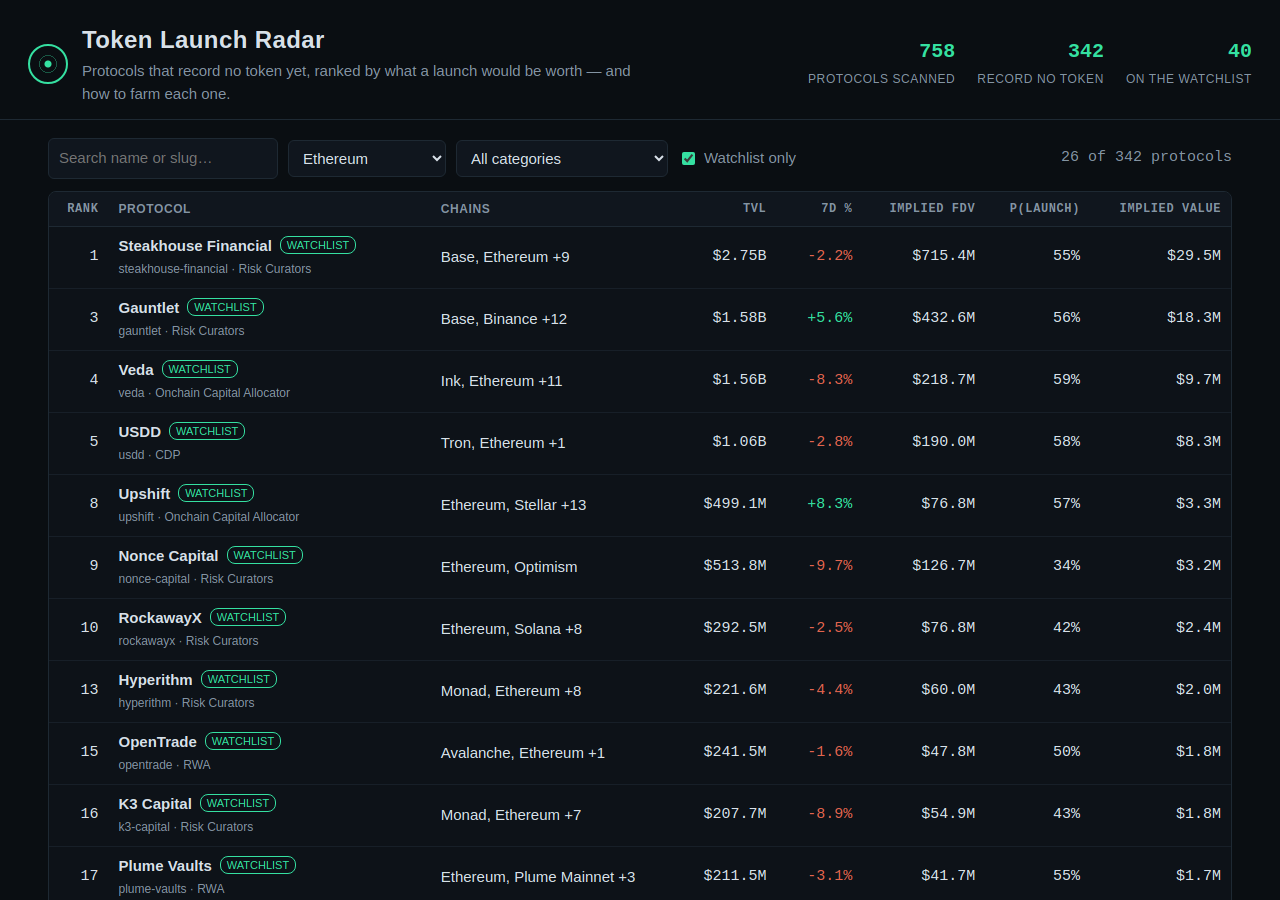 Token Launch Radar
Protocols that record no token yet, ranked by what a launch would be worth — and
how to farm each one.
758 342 40
PROTOCOLS SCANNED RECORD NO TOKEN ON THE WATCHLIST
Search name or slug… Ethereum All categories Watchlist only 26 of 342 protocols
RANK PROTOCOL CHAINS TVL 7D % IMPLIED FDV P(LAUNCH) IMPLIED VALUE
Steakhouse Financial WATCHLIST
1 Base, Ethereum +9 $2.75B -2.2% $715.4M 55% $29.5M
steakhouse-financial · Risk Curators
Gauntlet WATCHLIST
3 Base, Binance +12 $1.58B +5.6% $432.6M 56% $18.3M
gauntlet · Risk Curators
Veda WATCHLIST
4 Ink, Ethereum +11 $1.56B -8.3% $218.7M 59% $9.7M
veda · Onchain Capital Allocator
USDD WATCHLIST
5 Tron, Ethereum +1 $1.06B -2.8% $190.0M 58% $8.3M
usdd · CDP
Upshift WATCHLIST
8 Ethereum, Stellar +13 $499.1M +8.3% $76.8M 57% $3.3M
upshift · Onchain Capital Allocator
Nonce Capital WATCHLIST
9 Ethereum, Optimism $513.8M -9.7% $126.7M 34% $3.2M
nonce-capital · Risk Curators
RockawayX WATCHLIST
10 Ethereum, Solana +8 $292.5M -2.5% $76.8M 42% $2.4M
rockawayx · Risk Curators
Hyperithm WATCHLIST
13 Monad, Ethereum +8 $221.6M -4.4% $60.0M 43% $2.0M
hyperithm · Risk Curators
OpenTrade WATCHLIST
15 Avalanche, Ethereum +1 $241.5M -1.6% $47.8M 50% $1.8M
opentrade · RWA
K3 Capital WATCHLIST
16 Monad, Ethereum +7 $207.7M -8.9% $54.9M 43% $1.8M
k3-capital · Risk Curators
Plume Vaults WATCHLIST
17 Ethereum, Plume Mainnet +3 $211.5M -3.1% $41.7M 55% $1.7M
plume-vaults · RWA